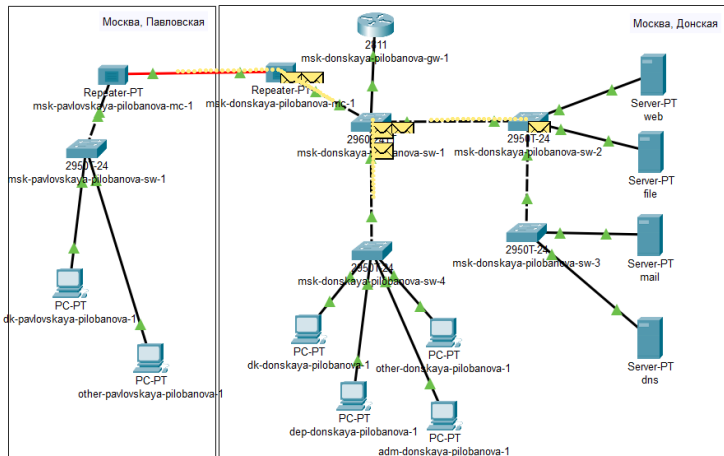 Москва, Павловская
Москва, Донская
2811
msk-donskaya-pilobanova-gw-1
Repeater-PT
msk-pavlovskaya-pilobanova-mc-1
Repeater-PT
msk-donskaya-pilobanova-mc-1
Server-PT
web
msk-donskaya-pilobanova-sw-1
2950T-24
msk-donskaya-pilobanova-sw-2
2950T-24
msk-pavlovskaya-pilobanova-sw-1
Server-PT
file
2950T-24
msk-donskaya-pilobanova-sw-3
Server-PT
mail
2950T-24
msk-donskaya-pilobanova-sw-4
PC-PT
dk-pavlovskaya-pilobanova-1
PC-PT
dk-donskaya-pilobanova-1
PC-PT
other-donskaya-pilobanova-1
PC-PT
other-pavlovskaya-pilobanova-1
Server-PT
dns
PC-PT
dep-donskaya-pilobanova-1
PC-PT
adm-donskaya-pilobanova-1